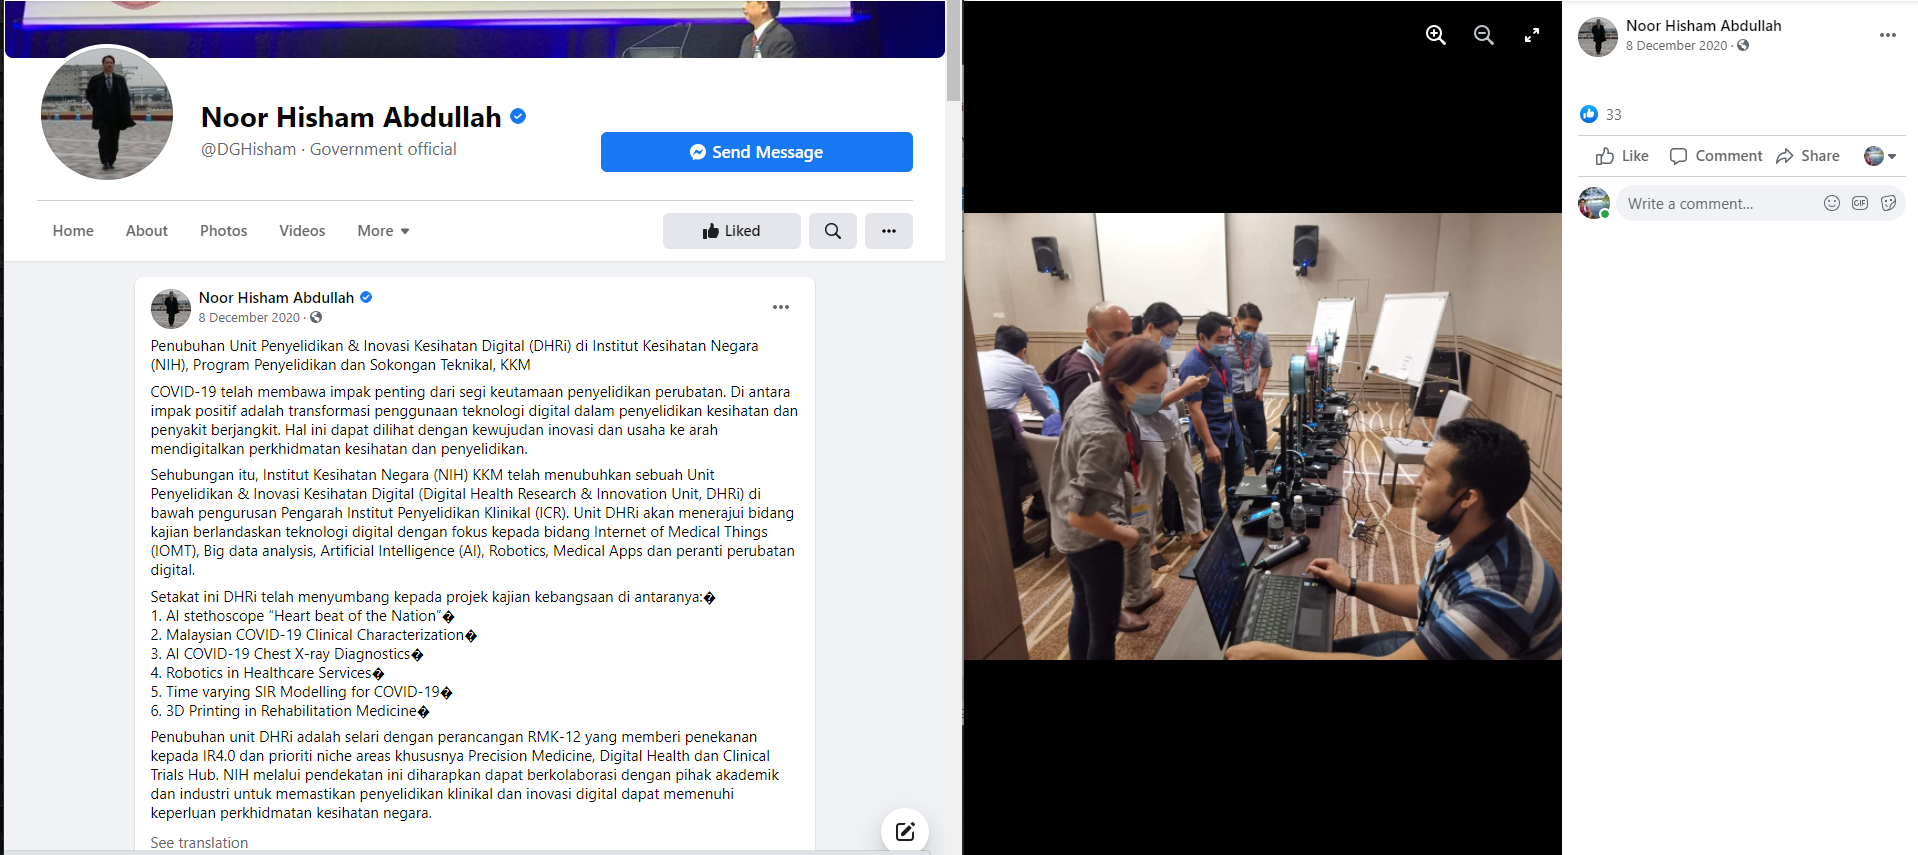 Noor Hisham Abdullah
@DGHisham · Government official
Send Message
Home
About
Photos
Videos
More
Liked
Noor Hisham Abdullah
8 December 2020 ·
Penubuhan Unit Penyelidikan & Inovasi Kesihatan Digital (DHRi) di Institut Kesihatan Negara
(NIH), Program Penyelidikan dan Sokongan Teknikal, KKM
COVID-19 telah membawa impak penting dari segi keutamaan penyelidikan perubatan. Di antara
impak positif adalah transformasi penggunaan teknologi digital dalam penyelidikan kesihatan dan
penyakit berjangkit. Hal ini dapat dilihat dengan kewujudan inovasi dan usaha ke arah
mendigitalkan perkhidmatan kesihatan dan penyelidikan.
Sehubungan itu, Institut Kesihatan Negara (NIH) KKM telah menubuhkan sebuah Unit
Penyelidikan & Inovasi Kesihatan Digital (Digital Health Research & Innovation Unit, DHRi) di
bawah pengurusan Pengarah Institut Penyelidikan Klinikal (ICR). Unit DHRi akan menerajui bidang
kajian berlandaskan teknologi digital dengan fokus kepada bidang Internet of Medical Things
(IOMT), Big data analysis, Artificial Intelligence (AI), Robotics, Medical Apps dan peranti perubatan
digital.
Setakat ini DHRi telah menyumbang kepada projek kajian kebangsaan di antaranya:�
1. AI stethoscope “Heart beat of the Nation”�
2. Malaysian COVID-19 Clinical Characterization�
3. AI COVID-19 Chest X-ray Diagnostics�
4. Robotics in Healthcare Services�
5. Time varying SIR Modelling for COVID-19�
6. 3D Printing in Rehabilitation Medicine�
Penubuhan unit DHRi adalah selari dengan perancangan RMK-12 yang memberi penekanan
kepada IR4.0 dan prioriti niche areas khususnya Precision Medicine, Digital Health dan Clinical
Trials Hub. NIH melalui pendekatan ini diharapkan dapat berkolaborasi dengan pihak akademik
dan industri untuk memastikan penyelidikan klinikal dan inovasi digital dapat memenuhi
keperluan perkhidmatan kesihatan negara.
See translation
Noor Hisham Abdullah
8 December 2020 ·
33
Like
Comment
Share
Write a comment...
GIF